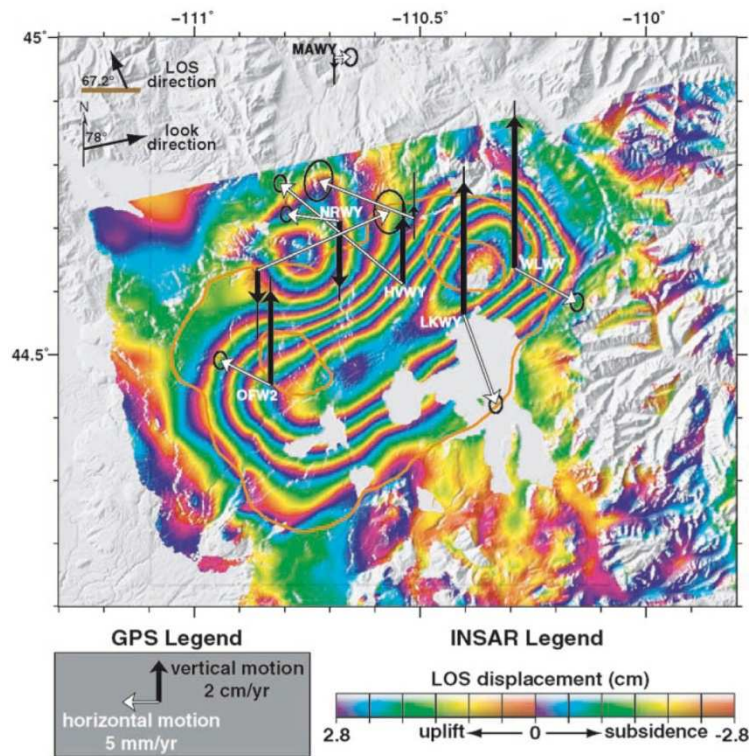 -111° -110.5° -110°
45°
MAWY
LOS
direction
67.2°
N
look
direction
78°
NRWY
WLWY
HVWY
LKWY
44.5°
OFW2
GPS Legend
vertical motion
2 cm/yr
horizontal motion
5 mm/yr
INSAR Legend
LOS displacement (cm)
2.8 uplift 0 subsidence -2.8